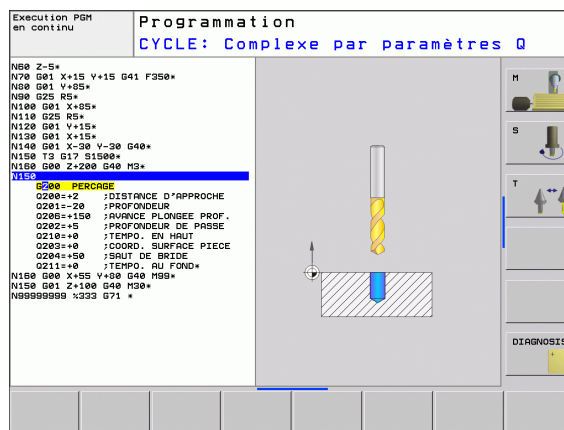 Execution PGM
en continu
Programmation
CYCLE: Complexe par paramètres Q
N60 Z-5*
N70 G01 X+15 Y+15 G41 F350*
N80 G01 Y+85*
N90 G25 R5*
N100 G01 X+85*
N110 G25 R5*
N120 G01 Y+15*
N130 G01 X+15*
N140 G01 X-30 Y-30 G40*
N150 T3 G17 S1500*
N160 G00 Z+200 G40 M3*
N150
G200 PERCAGE
Q200=+2 ;DISTANCE D'APPROCHE
Q201=-20 ;PROFONDEUR
Q206=+150 ;AVANCE PLONGEE PROF.
Q202=+5 ;PROFONDEUR DE PASSE
Q210=+0 ;TEMPO. EN HAUT
Q203=+0 ;COORD. SURFACE PIECE
Q204=+50 ;SAUT DE BRIDE
Q211=+0 ;TEMPO. AU FOND*
N160 G00 X+55 Y+80 G40 M99*
N150 G01 Z+100 G40 M30*
N99999999 %333 G71 *
M
S
T
DIAGNOSIS